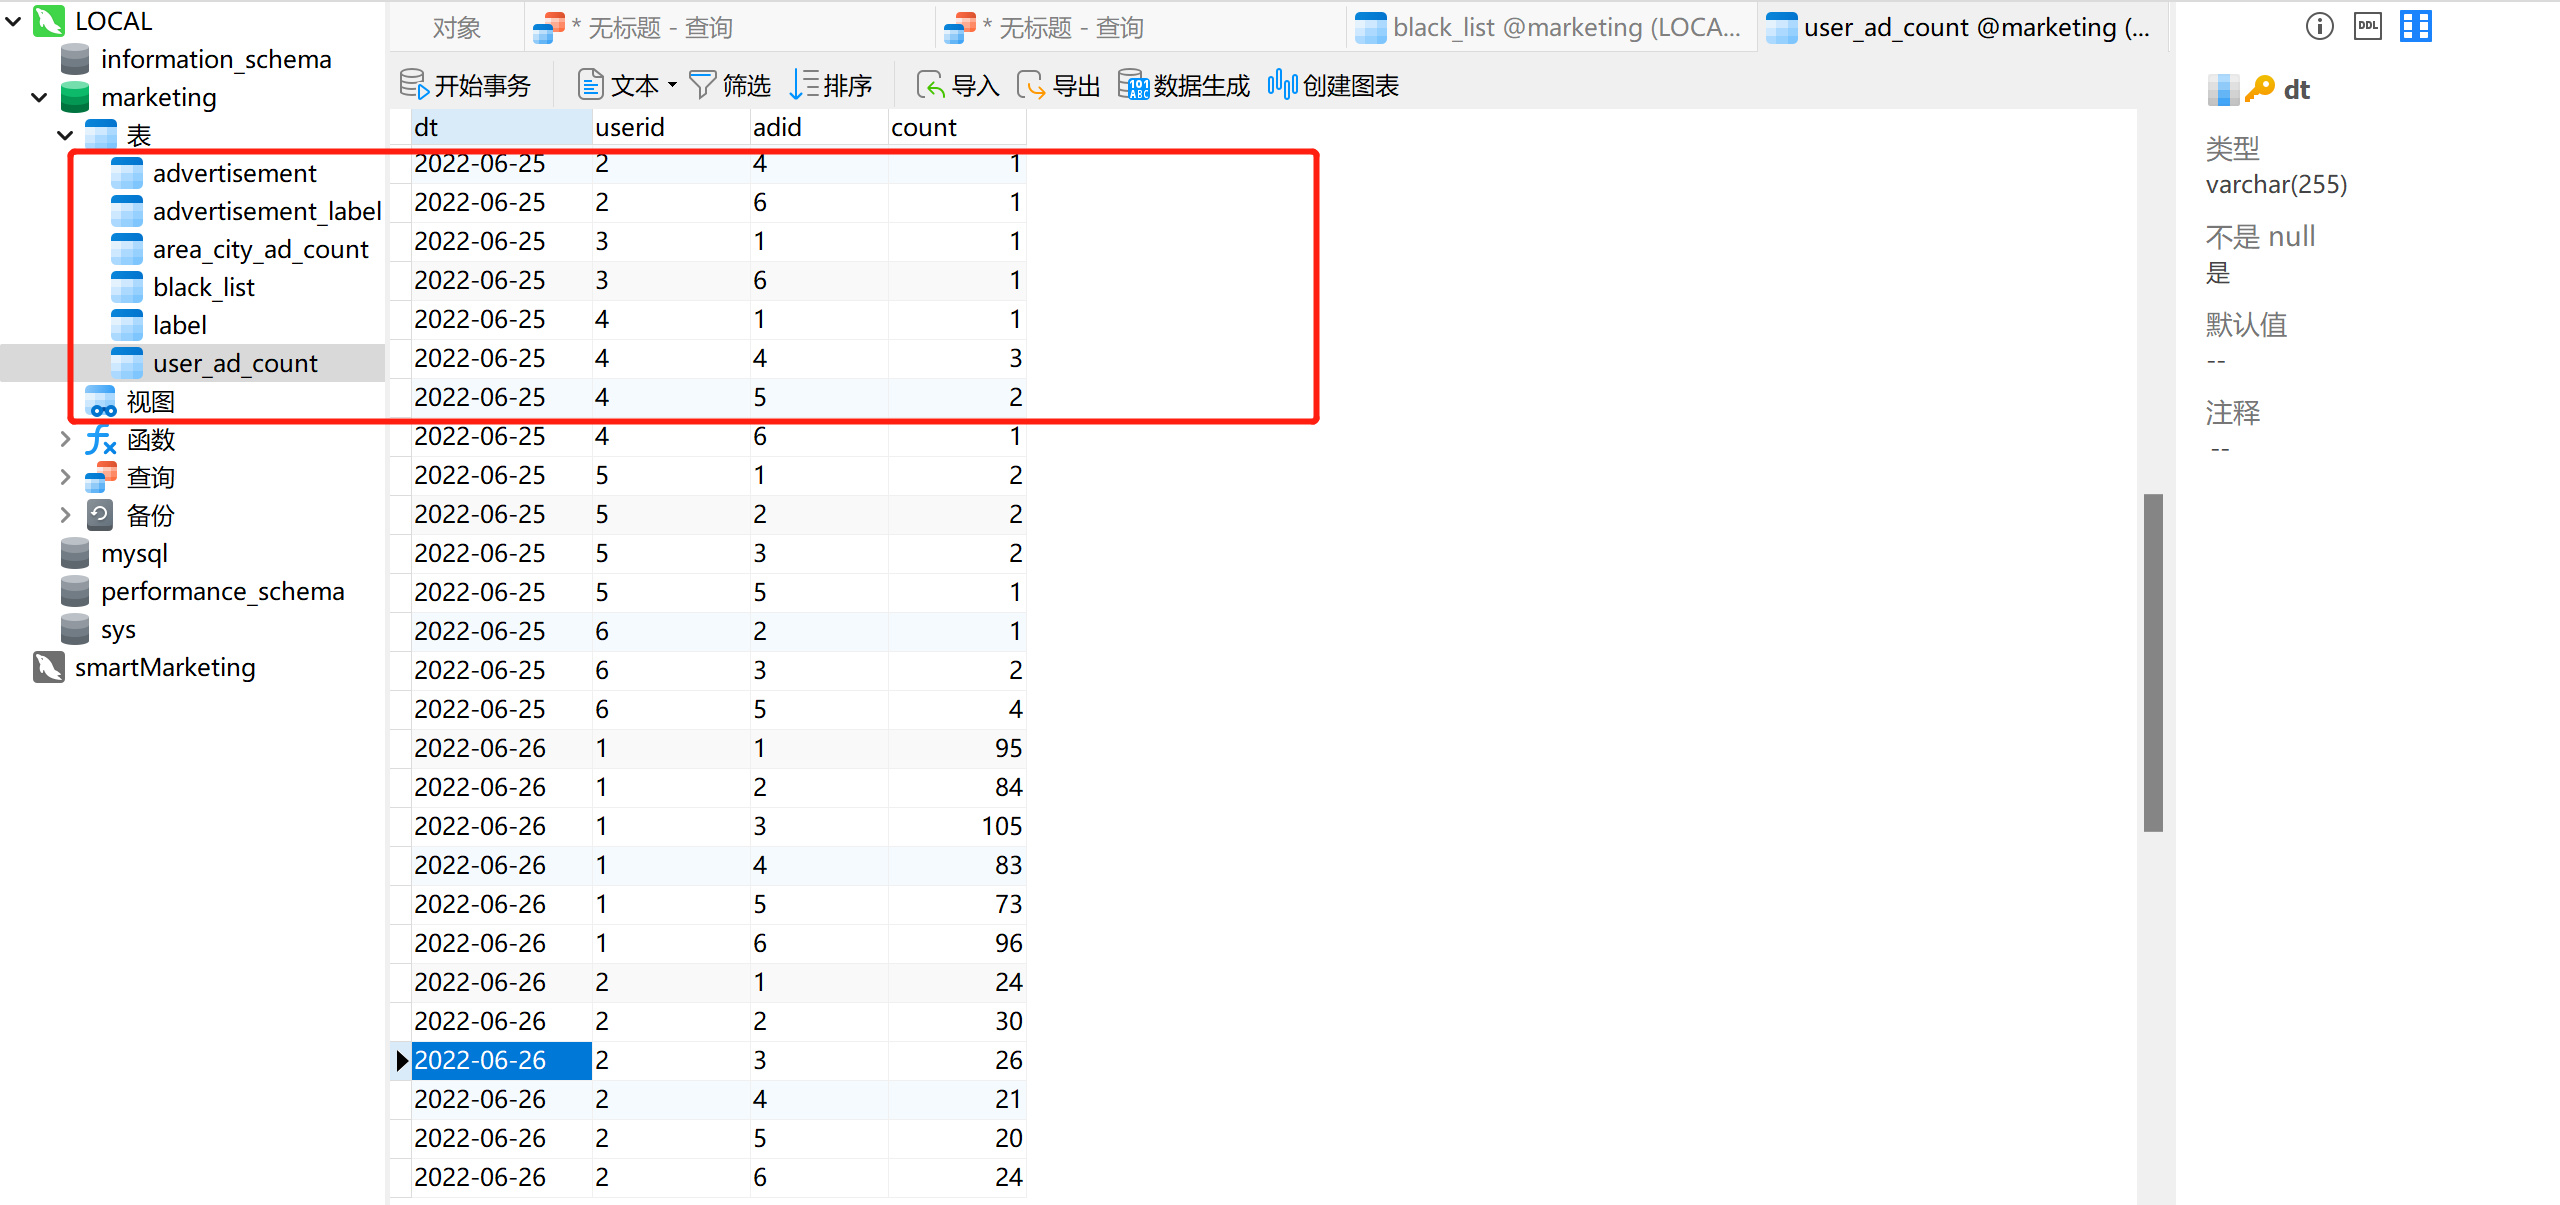 LOCAL
information_schema
marketing
表
advertisement
advertisement_label
area_city_ad_count
black_list
label
user_ad_count
视图
函数
查询
备份
mysql
performance_schema
sys
smartMarketing
对象
* 无标题 - 查询
* 无标题 - 查询
black_list @marketing (LOCA...
user_ad_count @marketing (...
开始事务 文本 筛选 排序 导入 导出 数据生成 创建图表
dt userid adid count
2022-06-25 2 4 1
2022-06-25 2 6 1
2022-06-25 3 1 1
2022-06-25 3 6 1
2022-06-25 4 1 1
2022-06-25 4 4 3
2022-06-25 4 5 2
2022-06-25 4 6 1
2022-06-25 5 1 2
2022-06-25 5 2 2
2022-06-25 5 3 2
2022-06-25 5 5 1
2022-06-25 6 2 1
2022-06-25 6 3 2
2022-06-25 6 5 4
2022-06-26 1 1 95
2022-06-26 1 2 84
2022-06-26 1 3 105
2022-06-26 1 4 83
2022-06-26 1 5 73
2022-06-26 1 6 96
2022-06-26 2 1 24
2022-06-26 2 2 30
2022-06-26 2 3 26
2022-06-26 2 4 21
2022-06-26 2 5 20
2022-06-26 2 6 24
DDL
dt
类型
varchar(255)
不是 null
是
默认值
--
注释
--